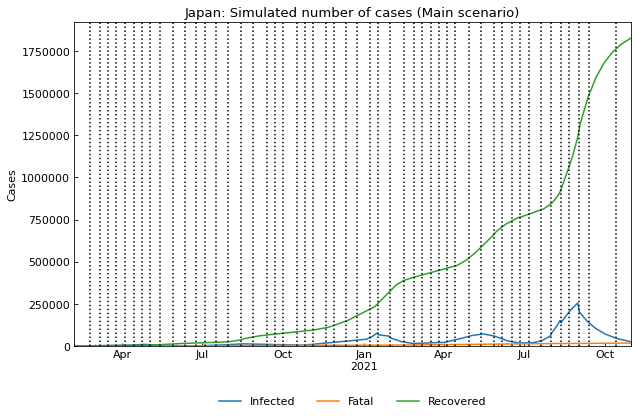 Japan: Simulated number of cases (Main scenario)
Cases
1750000
1500000
1250000
1000000
750000
500000
250000
0
Apr
Jul
Oct
Jan
2021
Apr
Jul
Oct
Infected
Fatal
Recovered